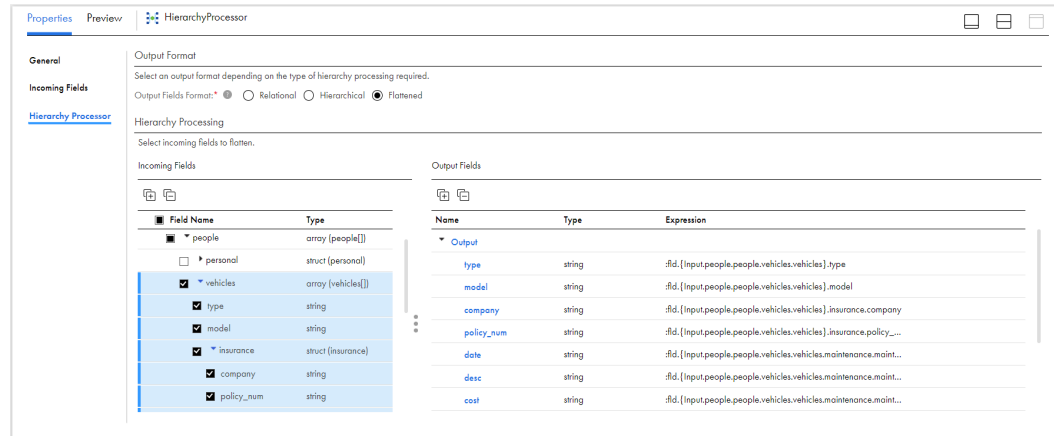 Properties Preview HierarchyProcessor
General
Incoming Fields
Hierarchy Processor
Output Format
Select an output format depending on the type of hierarchy processing required.
Output Fields Format:* Relational Hierarchical Flattened
Hierarchy Processing
Select incoming fields to flatten.
Incoming Fields
Field Name Type
people array (people[])
personal struct (personal)
vehicles array (vehicles[])
type string
model string
insurance struct (insurance)
company string
policy_num string
Output Fields
Name Type Expression
Output
type string :fld.{Input.people.people.vehicles.vehicles}.type
model string :fld.{Input.people.people.vehicles.vehicles}.model
company string :fld.{Input.people.people.vehicles.vehicles}.insurance.company
policy_num string :fld.{Input.people.people.vehicles.vehicles}.insurance.policy_...
date string :fld.{Input.people.people.vehicles.vehicles.maintenance.maint...
desc string :fld.{Input.people.people.vehicles.vehicles.maintenance.maint...
cost string :fld.{Input.people.people.vehicles.vehicles.maintenance.maint...